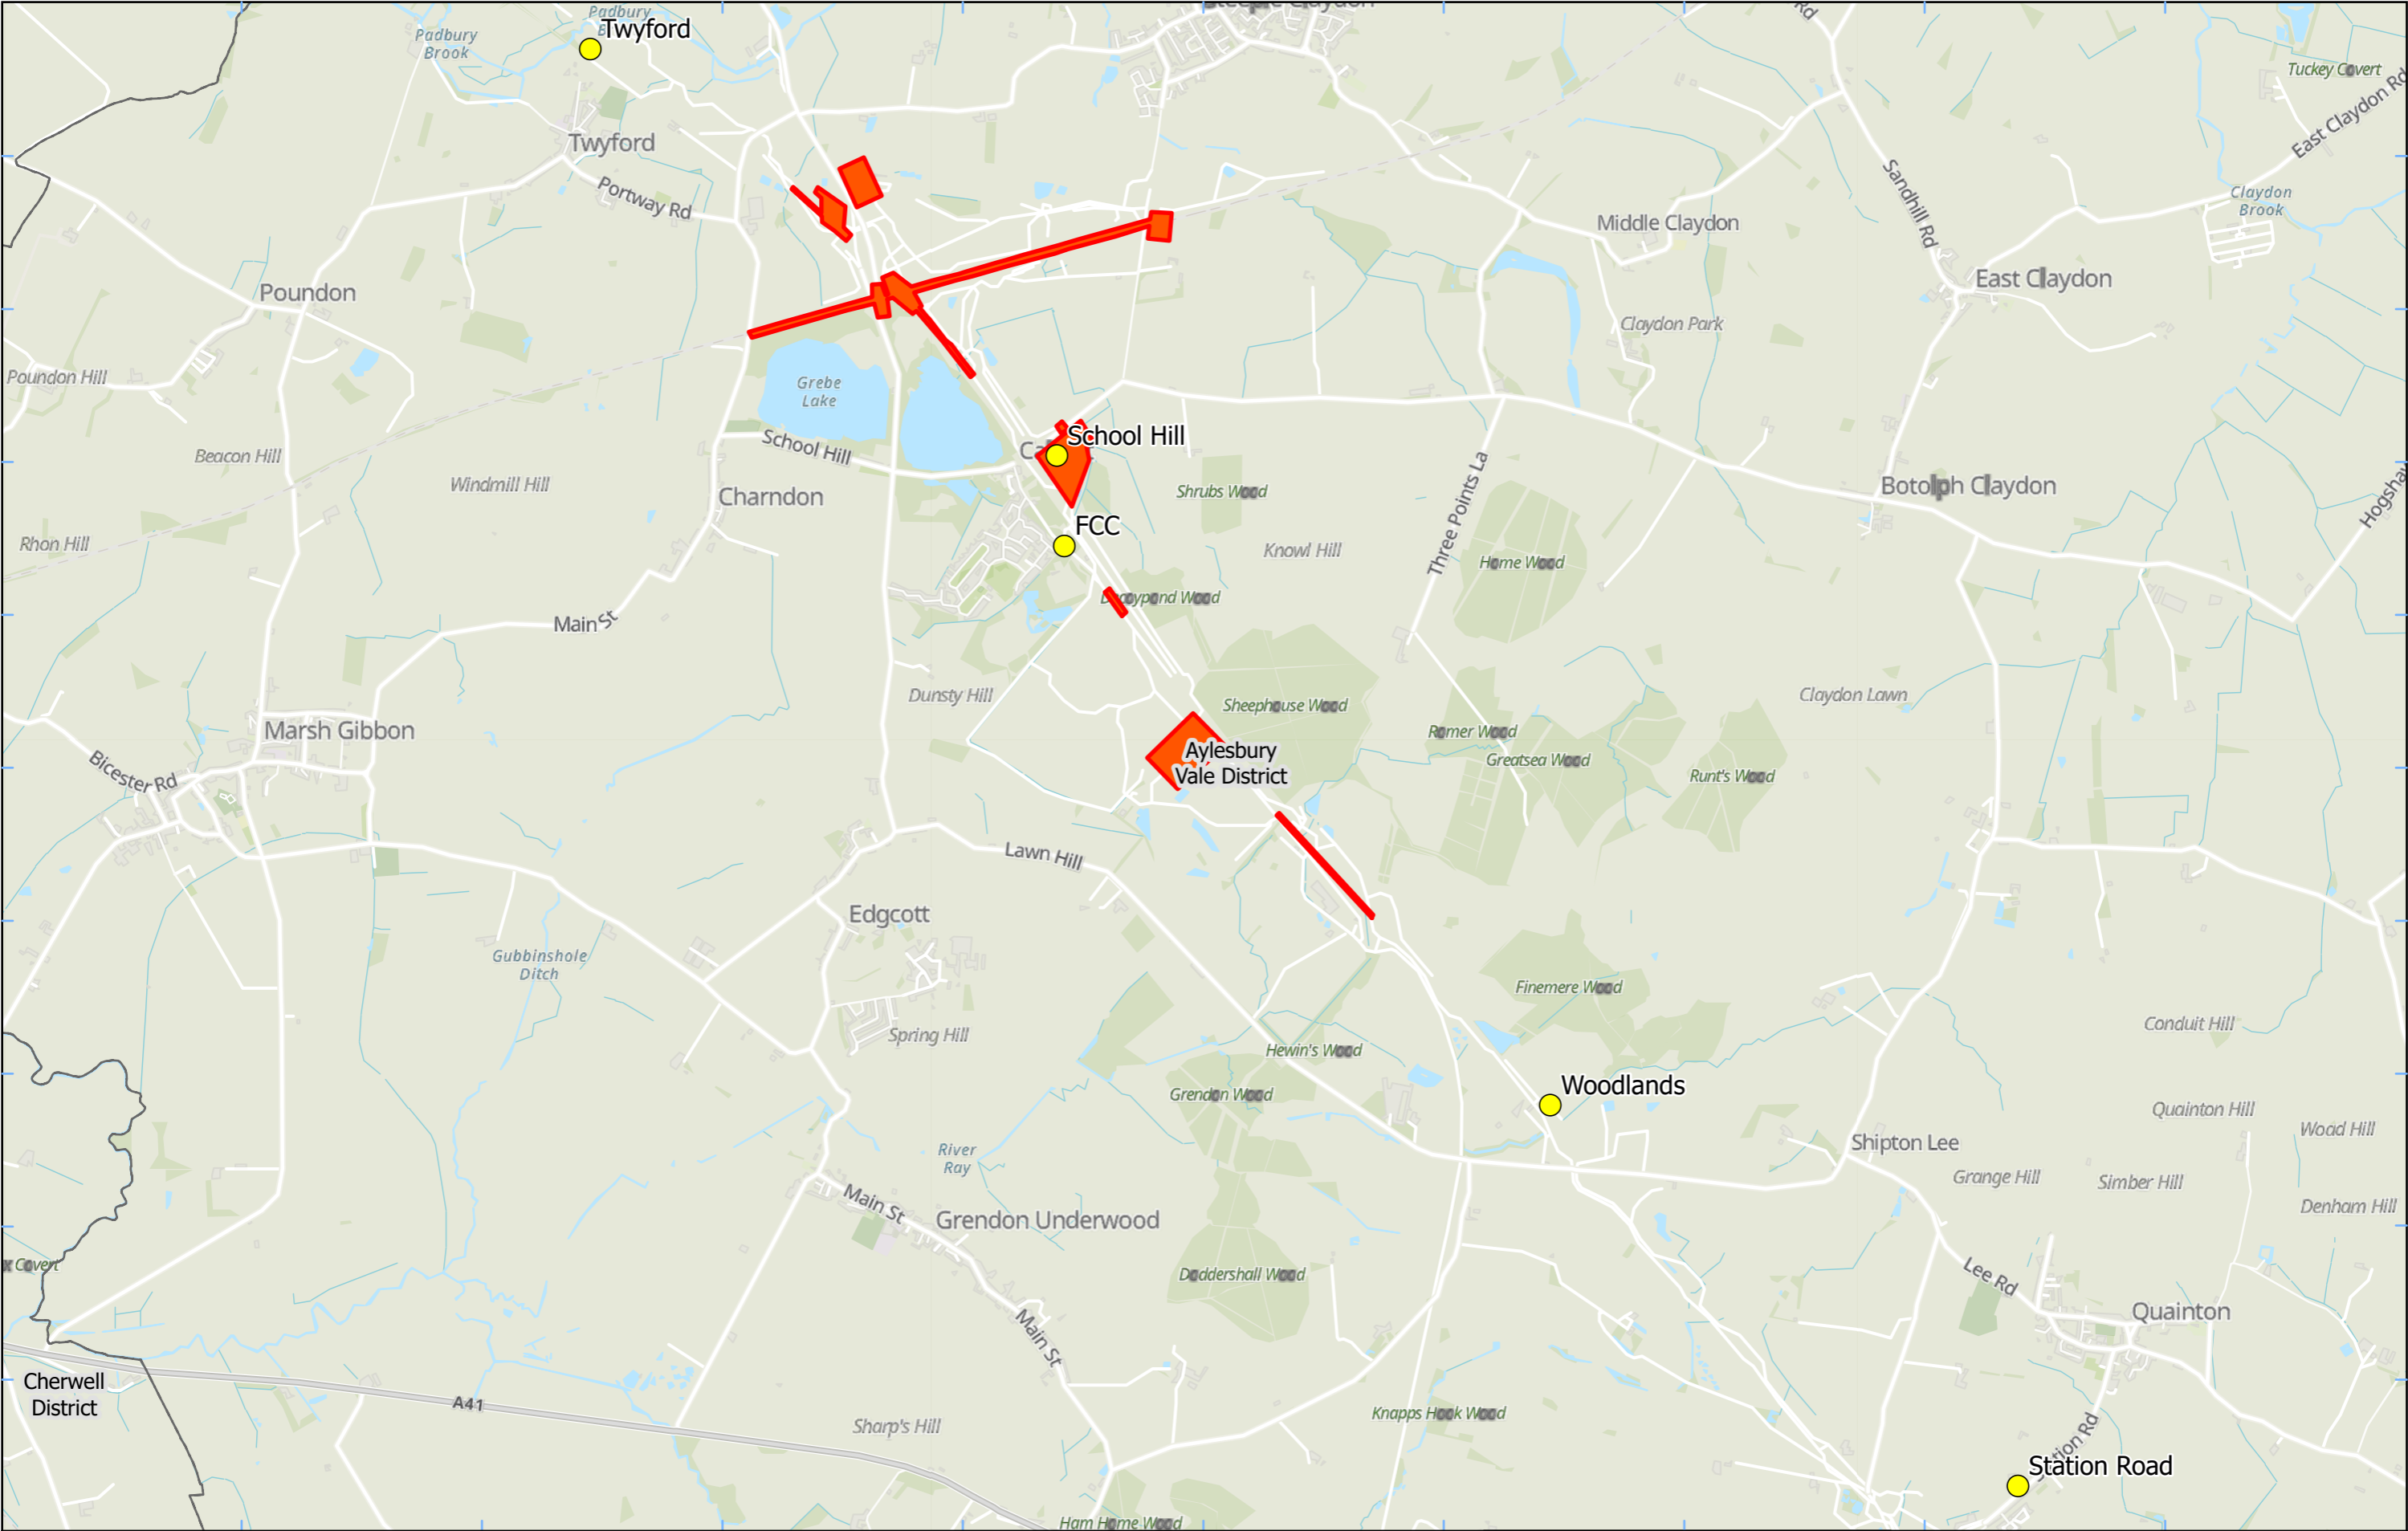 Steeple Claydon
Padbury
Twyford
Padbury
Brook
Tuckey Covert
East Claydon Rd
Twyford
Portway Rd
Sandhill Rd
Claydon
Brook
Middle Claydon
East Claydon
Poundon
Claydon Park
Poundon Hill
Grebe
Lake
School Hill
School Hill
Beacon Hill
Windmill Hill
Charndon
Shrubs Wood
Three Points La
Botolph Claydon
FCC
Rhon Hill
Knowl Hill
Home Wood
Main St
Decoypond Wood
Dunsty Hill
Sheephouse Wood
Claydon Lawn
Marsh Gibbon
Romer Wood
Greatsea Wood
Runt's Wood
Aylesbury
Vale District
Bicester Rd
Lawn Hill
Edgcott
Gubbinshole
Ditch
Finemere Wood
Spring Hill
Conduit Hill
Hewin's Wood
Grendon Wood
Woodlands
Quainton Hill
Woad Hill
Shipton Lee
River
Ray
Grange Hill
Simber Hill
Denham Hill
Main St
Grendon Underwood
Covert
Doddershall Wood
Lee Rd
Quainton
Main St
Cherwell
District
A41
Sharp's Hill
Knapps Hook Wood
Station Rd
Station Road
Ham Home Wood